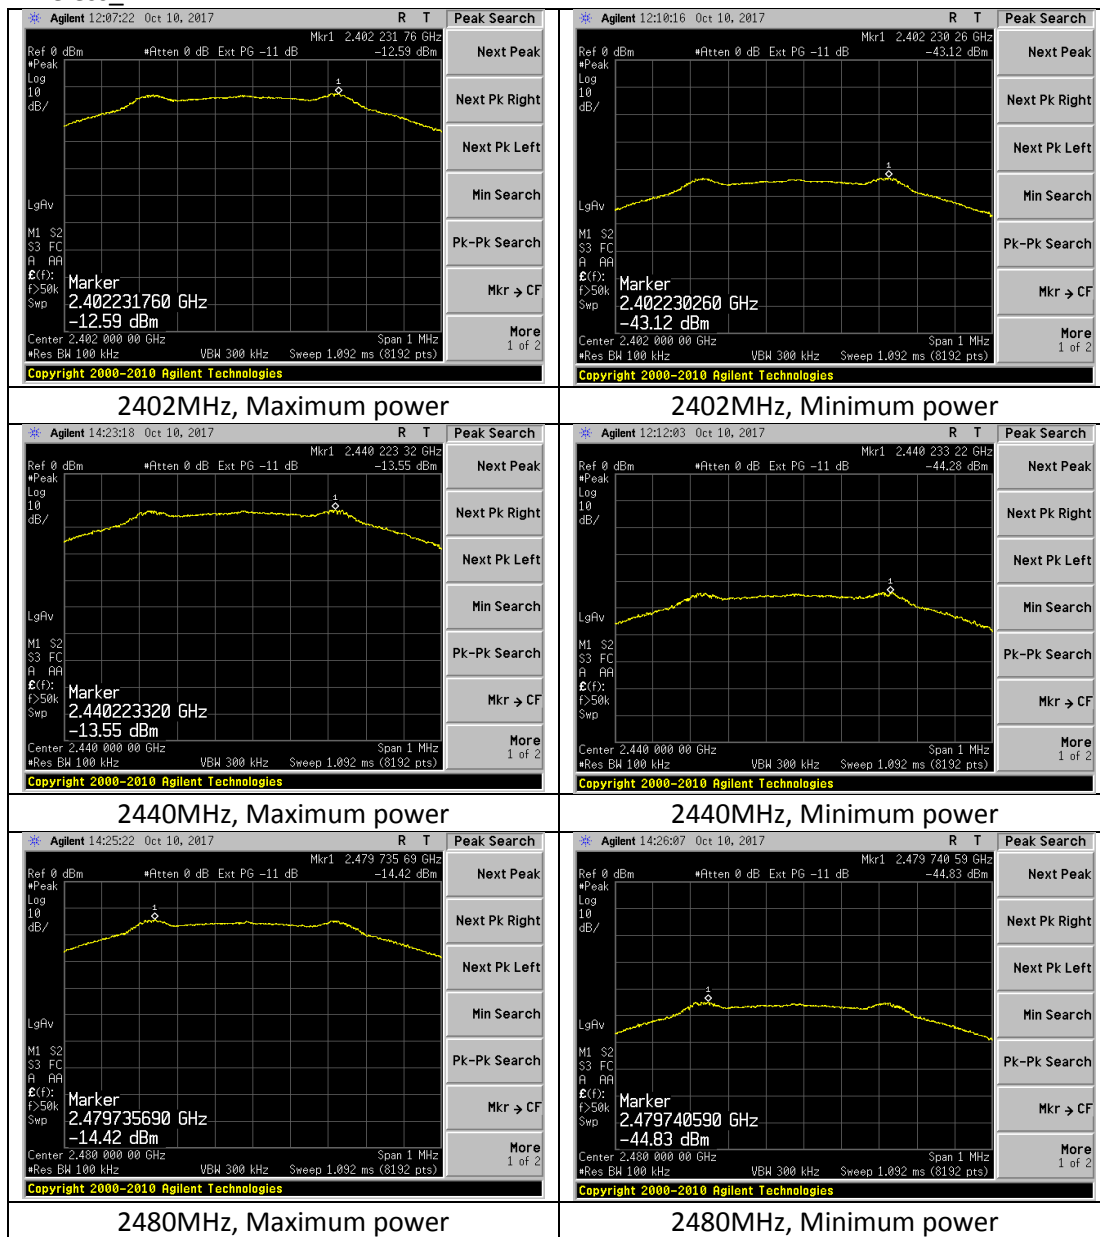 Agilent 12:07:22 Oct 10, 2017 R T Peak Search
Mkr1 2.402 231 76 GHz
Ref 0 dBm #Atten 0 dB Ext PG -11 dB -12.59 dBm
#Peak
Log
10
dB/
1
LgAv
M1 S2
S3 FC
A AA
£(f):
f>50k
Swp
Marker
2.402231760 GHz
-12.59 dBm
Center 2.402 000 00 GHz Span 1 MHz
#Res BW 100 kHz VBW 300 kHz Sweep 1.092 ms (8192 pts)
Copyright 2000-2010 Agilent Technologies
Next Peak
Next Pk Right
Next Pk Left
Min Search
Pk-Pk Search
Mkr → CF
More
1 of 2
2402MHz, Maximum power
Agilent 12:10:16 Oct 10, 2017 R T Peak Search
Mkr1 2.402 230 26 GHz
Ref 0 dBm #Atten 0 dB Ext PG -11 dB -43.12 dBm
#Peak
Log
10
dB/
1
LgAv
M1 S2
S3 FC
A AA
£(f):
f>50k
Swp
Marker
2.402230260 GHz
-43.12 dBm
Center 2.402 000 00 GHz Span 1 MHz
#Res BW 100 kHz VBW 300 kHz Sweep 1.092 ms (8192 pts)
Copyright 2000-2010 Agilent Technologies
Next Peak
Next Pk Right
Next Pk Left
Min Search
Pk-Pk Search
Mkr → CF
More
1 of 2
2402MHz, Minimum power
Agilent 14:23:18 Oct 10, 2017 R T Peak Search
Mkr1 2.440 223 32 GHz
Ref 0 dBm #Atten 0 dB Ext PG -11 dB -13.55 dBm
#Peak
Log
10
dB/
1
LgAv
M1 S2
S3 FC
A AA
£(f):
f>50k
Swp
Marker
2.440223320 GHz
-13.55 dBm
Center 2.440 000 00 GHz Span 1 MHz
#Res BW 100 kHz VBW 300 kHz Sweep 1.092 ms (8192 pts)
Copyright 2000-2010 Agilent Technologies
Next Peak
Next Pk Right
Next Pk Left
Min Search
Pk-Pk Search
Mkr → CF
More
1 of 2
2440MHz, Maximum power
Agilent 12:12:03 Oct 10, 2017 R T Peak Search
Mkr1 2.440 233 22 GHz
Ref 0 dBm #Atten 0 dB Ext PG -11 dB -44.28 dBm
#Peak
Log
10
dB/
1
LgAv
M1 S2
S3 FC
A AA
£(f):
f>50k
Swp
Center 2.440 000 00 GHz Span 1 MHz
#Res BW 100 kHz VBW 300 kHz Sweep 1.092 ms (8192 pts)
Copyright 2000-2010 Agilent Technologies
Next Peak
Next Pk Right
Next Pk Left
Min Search
Pk-Pk Search
Mkr → CF
More
1 of 2
2440MHz, Minimum power
Agilent 14:25:22 Oct 10, 2017 R T Peak Search
Mkr1 2.479 735 69 GHz
Ref 0 dBm #Atten 0 dB Ext PG -11 dB -14.42 dBm
#Peak
Log
10
dB/
1
LgAv
M1 S2
S3 FC
A AA
£(f):
f>50k
Swp
Marker
2.479735690 GHz
-14.42 dBm
Center 2.480 000 00 GHz Span 1 MHz
#Res BW 100 kHz VBW 300 kHz Sweep 1.092 ms (8192 pts)
Copyright 2000-2010 Agilent Technologies
Next Peak
Next Pk Right
Next Pk Left
Min Search
Pk-Pk Search
Mkr → CF
More
1 of 2
2480MHz, Maximum power
Agilent 14:26:07 Oct 10, 2017 R T Peak Search
Mkr1 2.479 740 59 GHz
Ref 0 dBm #Atten 0 dB Ext PG -11 dB -44.83 dBm
#Peak
Log
10
dB/
1
LgAv
M1 S2
S3 FC
A AA
£(f):
f>50k
Swp
Marker
2.479740590 GHz
-44.83 dBm
Center 2.480 000 00 GHz Span 1 MHz
#Res BW 100 kHz VBW 300 kHz Sweep 1.092 ms (8192 pts)
Copyright 2000-2010 Agilent Technologies
Next Peak
Next Pk Right
Next Pk Left
Min Search
Pk-Pk Search
Mkr → CF
More
1 of 2
2480MHz, Minimum power